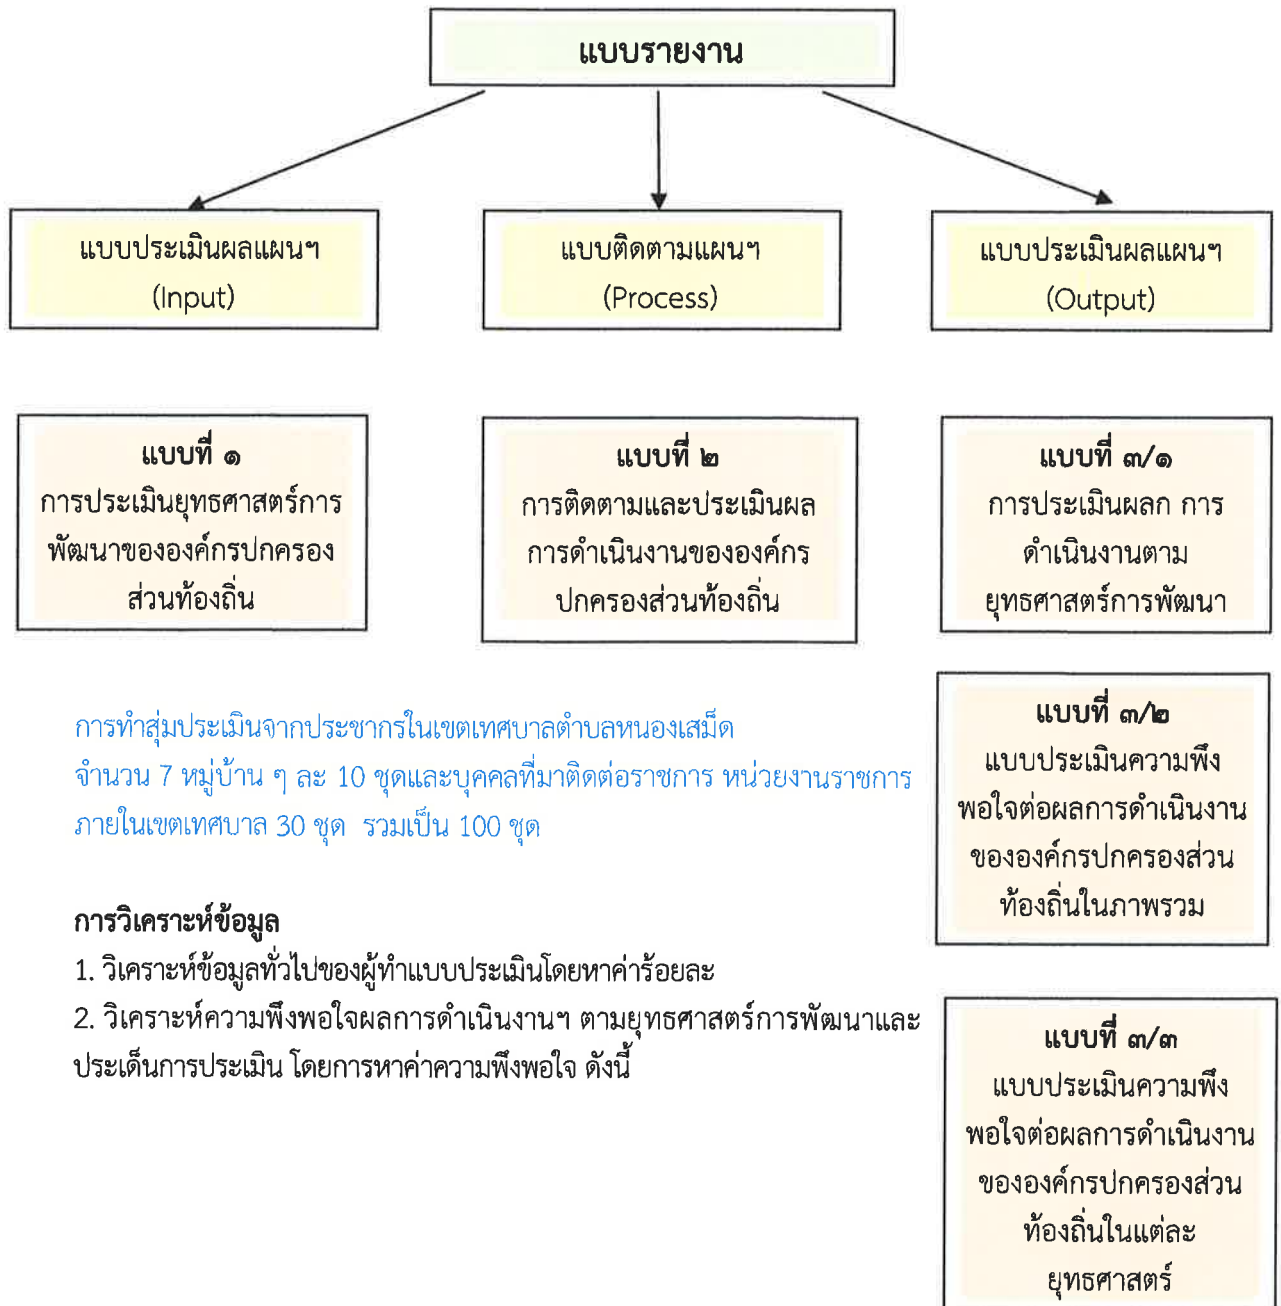 แบบรายงาน
แบบประเมินผลแผนฯ
(Input)
แบบติดตามแผนฯ
(Process)
แบบประเมินผลแผนฯ
(Output)
แบบที่ ๑
การประเมินยุทธศาสตร์การ
พัฒนาขององค์กรปกครอง
ส่วนท้องถิ่น
แบบที่ ๒
การติดตามและประเมินผล
การดำเนินงานขององค์กร
ปกครองส่วนท้องถิ่น
แบบที่ ๓/๑
การประเมินผลก การ
ดำเนินงานตาม
ยุทธศาสตร์การพัฒนา
แบบที่ ๓/๒
แบบประเมินความพึง
พอใจต่อผลการดำเนินงาน
ขององค์กรปกครองส่วน
ท้องถิ่นในภาพรวม
แบบที่ ๓/๓
แบบประเมินความพึง
พอใจต่อผลการดำเนินงาน
ขององค์กรปกครองส่วน
ท้องถิ่นในแต่ละ
ยุทธศาสตร์
การทำสุ่มประเมินจากประชากรในเขตเทศบาลตำบลหนองเสม็ด
จำนวน 7 หมู่บ้าน ๆ ละ 10 ชุดและบุคคลที่มาติดต่อราชการ หน่วยงานราชการ
ภายในเขตเทศบาล 30 ชุด รวมเป็น 100 ชุด
การวิเคราะห์ข้อมูล
1. วิเคราะห์ข้อมูลทั่วไปของผู้ทำแบบประเมินโดยหาค่าร้อยละ
2. วิเคราะห์ความพึงพอใจผลการดำเนินงานฯ ตามยุทธศาสตร์การพัฒนาและ
ประเด็นการประเมิน โดยการหาค่าความพึงพอใจ ดังนี้